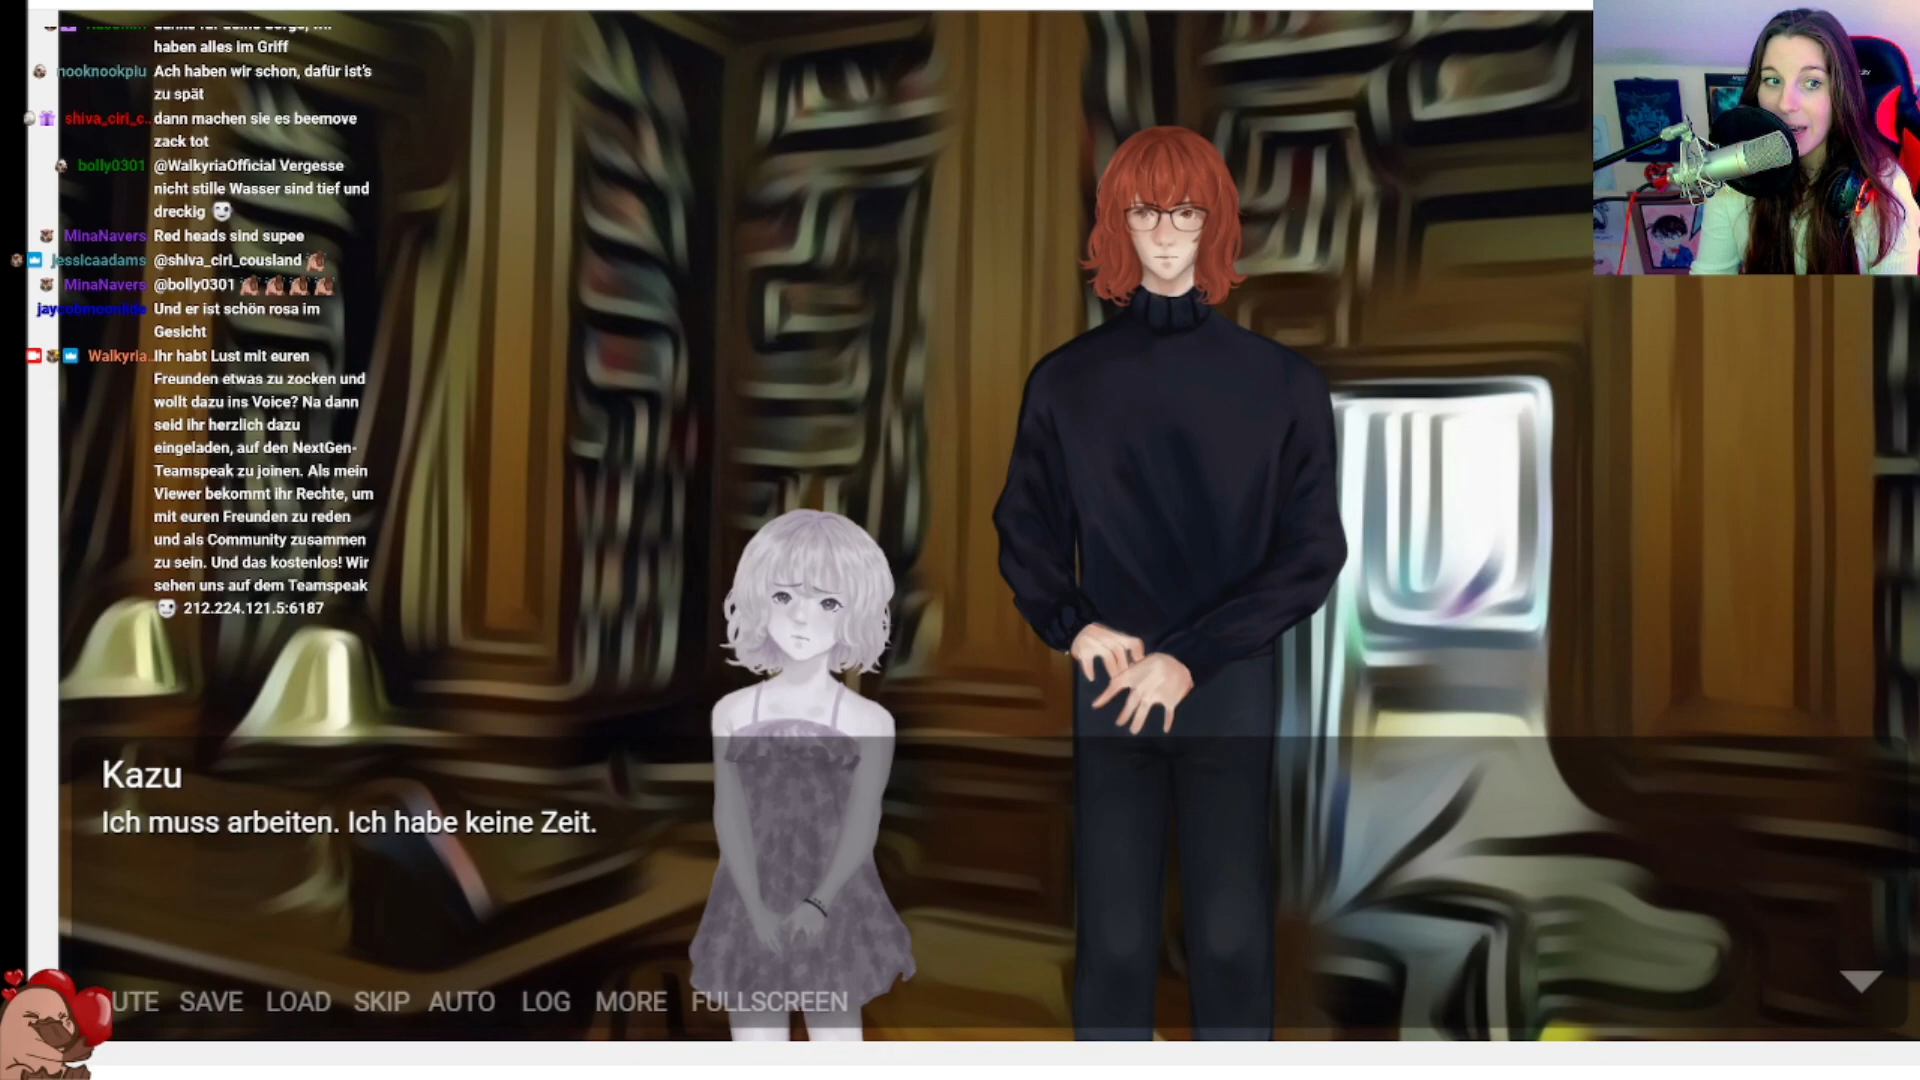 haben alles im Griff
nooknookpiu Ach haben wir schon, dafür ist's
zu spät
shiva_ciri_c.. dann machen sie es beemove
zack tot
bolly0301 @WalkyriaOfficial Vergesse
nicht stille Wasser sind tief und
dreckig
MinaNavers Red heads sind supee
jessicaadams @shiva_ciri_cousland
MinaNavers @bolly0301
Und er ist schön rosa im
Gesicht
Walkyria.. Ihr habt Lust mit euren
Freunden etwas zu zocken und
wollt dazu ins Voice? Na dann
seid ihr herzlich dazu
eingeladen, auf den NextGen-
Teamspeak zu joinen. Als mein
Viewer bekommt ihr Rechte, um
mit euren Freunden zu reden
und als Community zusammen
zu sein. Und das kostenlos! Wir
sehen uns auf dem Teamspeak
212.224.121.5:6187
Kazu
Ich muss arbeiten. Ich habe keine Zeit.
UTE SAVE LOAD SKIP AUTO LOG MORE FULLSCREEN